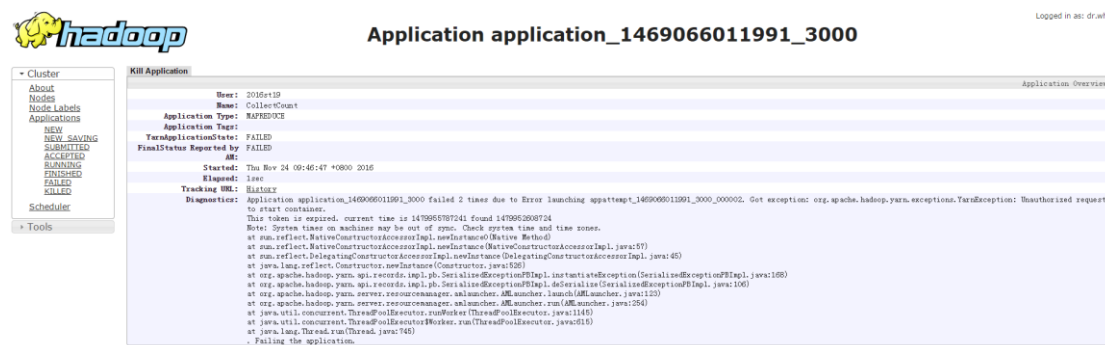 hadoop
Application application_1469066011991_3000
Logged in as: dr.wh
Cluster
About
Nodes
Node Labels
Applications
NEW
NEW_SAVING
SUBMITTED
ACCEPTED
RUNNING
FINISHED
FAILED
KILLED
Scheduler
Tools
Kill Application
Application Overview
User: 2016st19
Name: CollectCount
Application Type: MAPREDUCE
Application Tags:
YarnApplicationState: FAILED
FinalStatus Reported by AM: FAILED
Started: Thu Nov 24 09:46:47 +0800 2016
Elapsed: 1sec
Tracking URL: History
Diagnostics: Application application_1469066011991_3000 failed 2 times due to Error launching appattempt_1469066011991_3000_000002. Got exception: org.apache.hadoop.yarn.exceptions.YarnException: Unauthorized request
to start container.
This token is expired. current time is 1479955787241 found 1479952608724
Note: System times on machines may be out of sync. Check system time and time zones.
at sun.reflect.NativeConstructorAccessorImpl.newInstance0(Native Method)
at sun.reflect.NativeConstructorAccessorImpl.newInstance(NativeConstructorAccessorImpl.java:57)
at sun.reflect.DelegatingConstructorAccessorImpl.newInstance(DelegatingConstructorAccessorImpl.java:45)
at java.lang.reflect.Constructor.newInstance(Constructor.java:526)
at org.apache.hadoop.yarn.api.records.impl.pb.SerializedExceptionPBImpl.instantiateException(SerializedExceptionPBImpl.java:168)
at org.apache.hadoop.yarn.api.records.impl.pb.SerializedExceptionPBImpl.deSerialize(SerializedExceptionPBImpl.java:106)
at org.apache.hadoop.yarn.server.resourcemanager.amlauncher.AMLauncher.launch(AMLauncher.java:123)
at org.apache.hadoop.yarn.server.resourcemanager.amlauncher.AMLauncher.run(AMLauncher.java:254)
at java.util.concurrent.ThreadPoolExecutor.runWorker(ThreadPoolExecutor.java:1145)
at java.util.concurrent.ThreadPoolExecutor$Worker.run(ThreadPoolExecutor.java:615)
at java.lang.Thread.run(Thread.java:745)
. Failing the application.